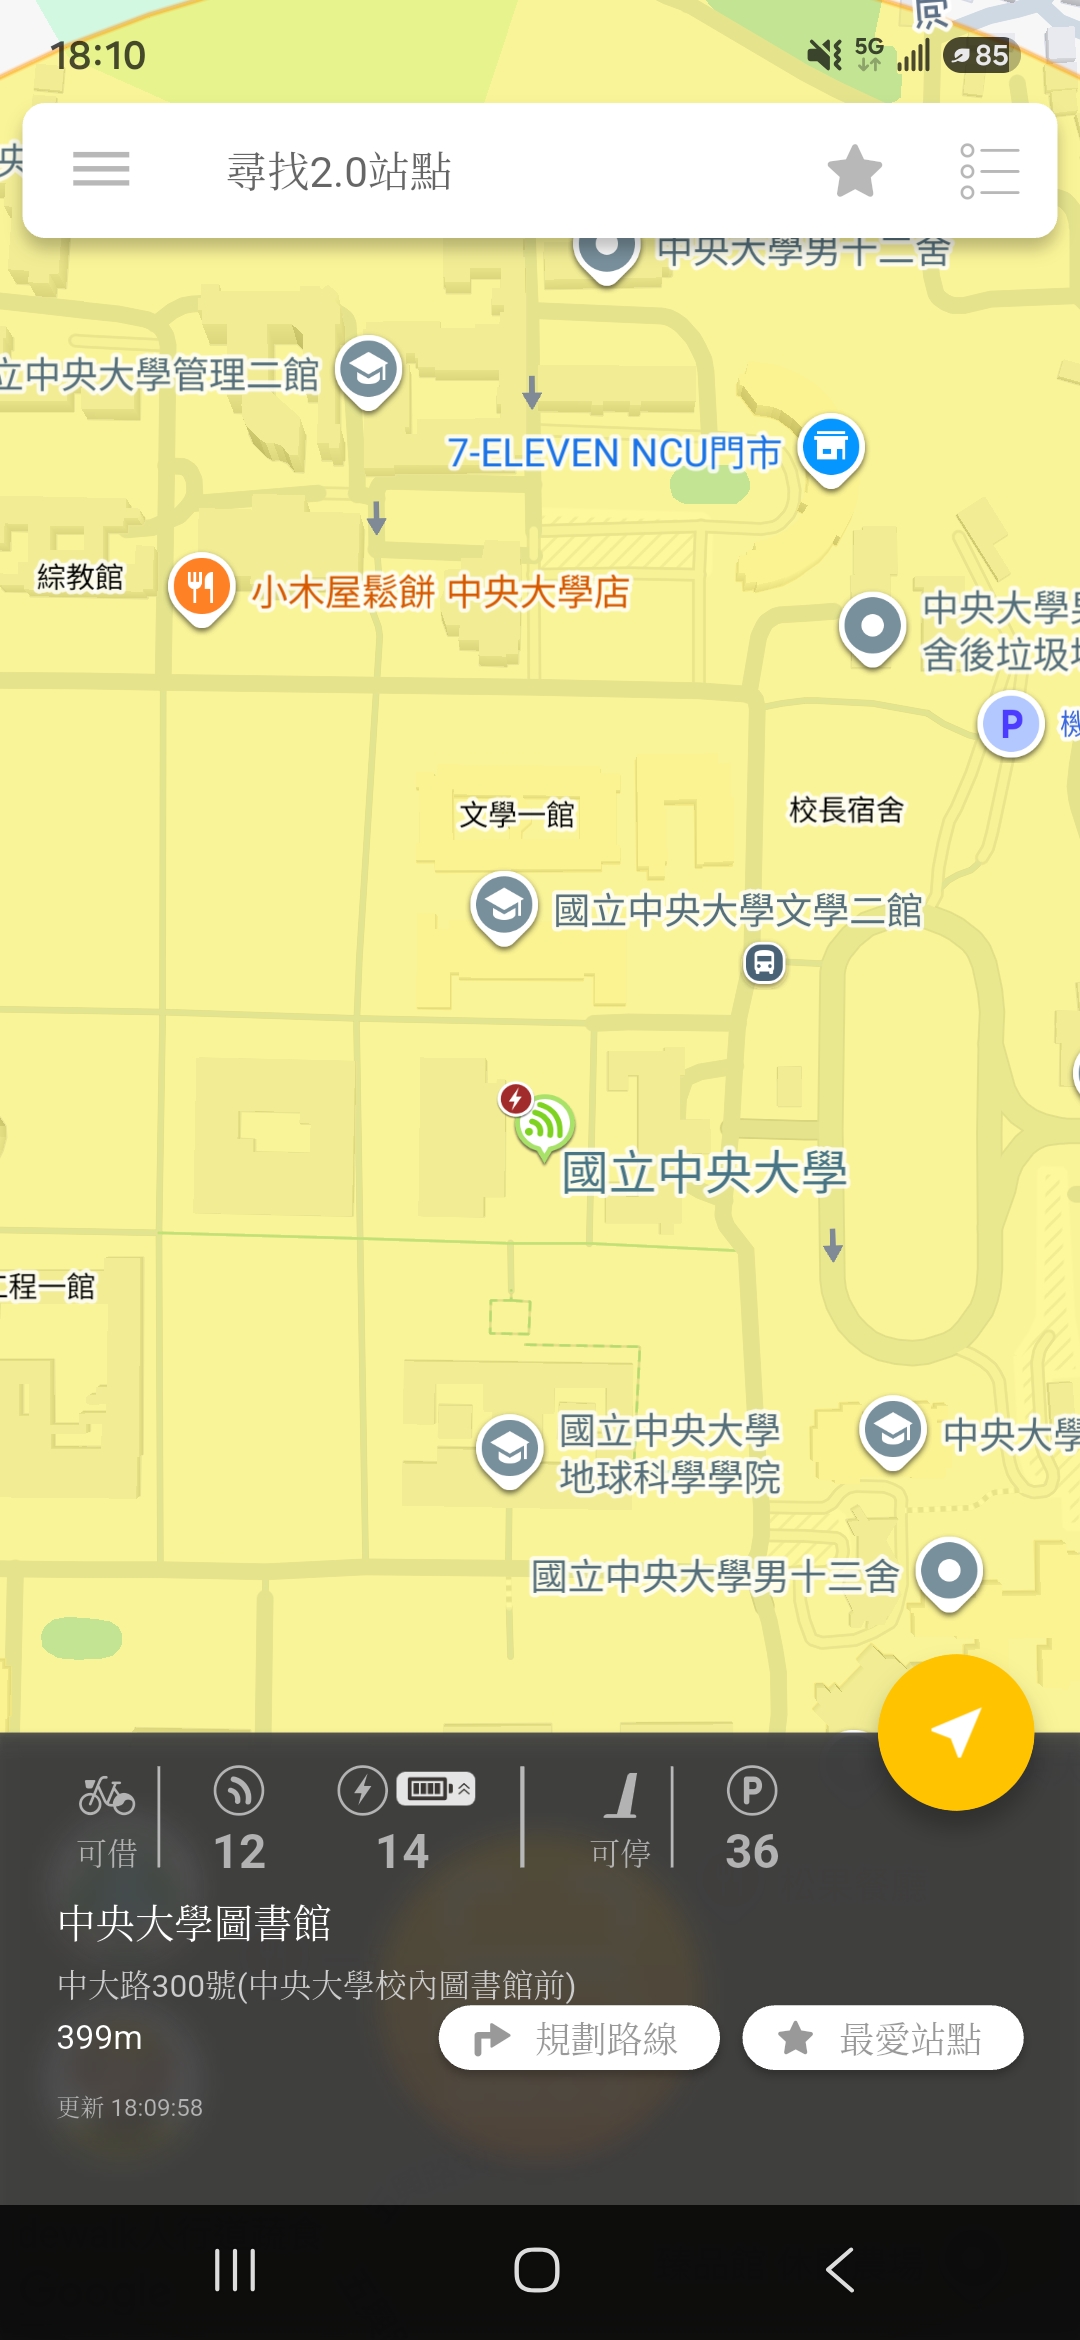 18:10
5G
85
尋找2.0站點
中央大學男十二舍
立中央大學管理二館
7-ELEVEN NCU門市
綜教館
小木屋鬆餅 中央大學店
中央大學
舍後垃圾
P
文學一館
校長宿舍
國立中央大學文學二館
國立中央大學
工程一館
國立中央大學
地球科學學院
中央大學
國立中央大學男十三舍
可借
12
14
可停
P
36
中央大學圖書館
中大路300號(中央大學校內圖書館前)
399m
規劃路線
最愛站點
更新 18:09:58